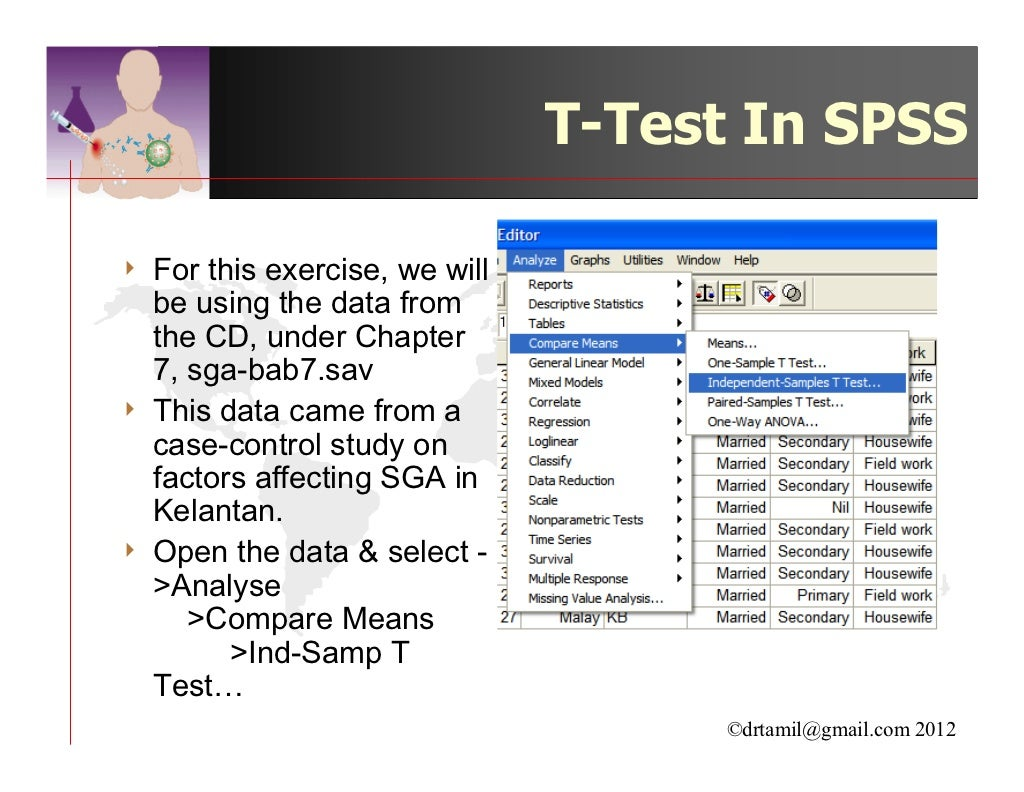 T-Test In SPSS
For this exercise, we will
be using the data from
the CD, under Chapter
7, sga-bab7.sav
This data came from a
case-control study on
factors affecting SGA in
Kelantan.
Open the data & select -
>Analyse
>Compare Means
>Ind-Samp T
Test…
Editor
Analyze Graphs Utilities Window Help
Reports
Descriptive Statistics
Tables
Compare Means
General Linear Model
Mixed Models
Correlate
Regression
Loglinear
Classify
Data Reduction
Scale
Nonparametric Tests
Time Series
Survival
Multiple Response
Missing Value Analysis...
Means...
One-Sample T Test...
Independent-Samples T Test...
Paired-Samples T Test...
One-Way ANOVA...
Married Secondary Housewife
Married Secondary Field work
Married Secondary Housewife
Married Nil Housewife
Married Secondary Field work
Married Secondary Housewife
Married Secondary Housewife
Married Primary Field work
27 Malay KB Married Secondary Housewife
©drtamil@gmail.com 2012